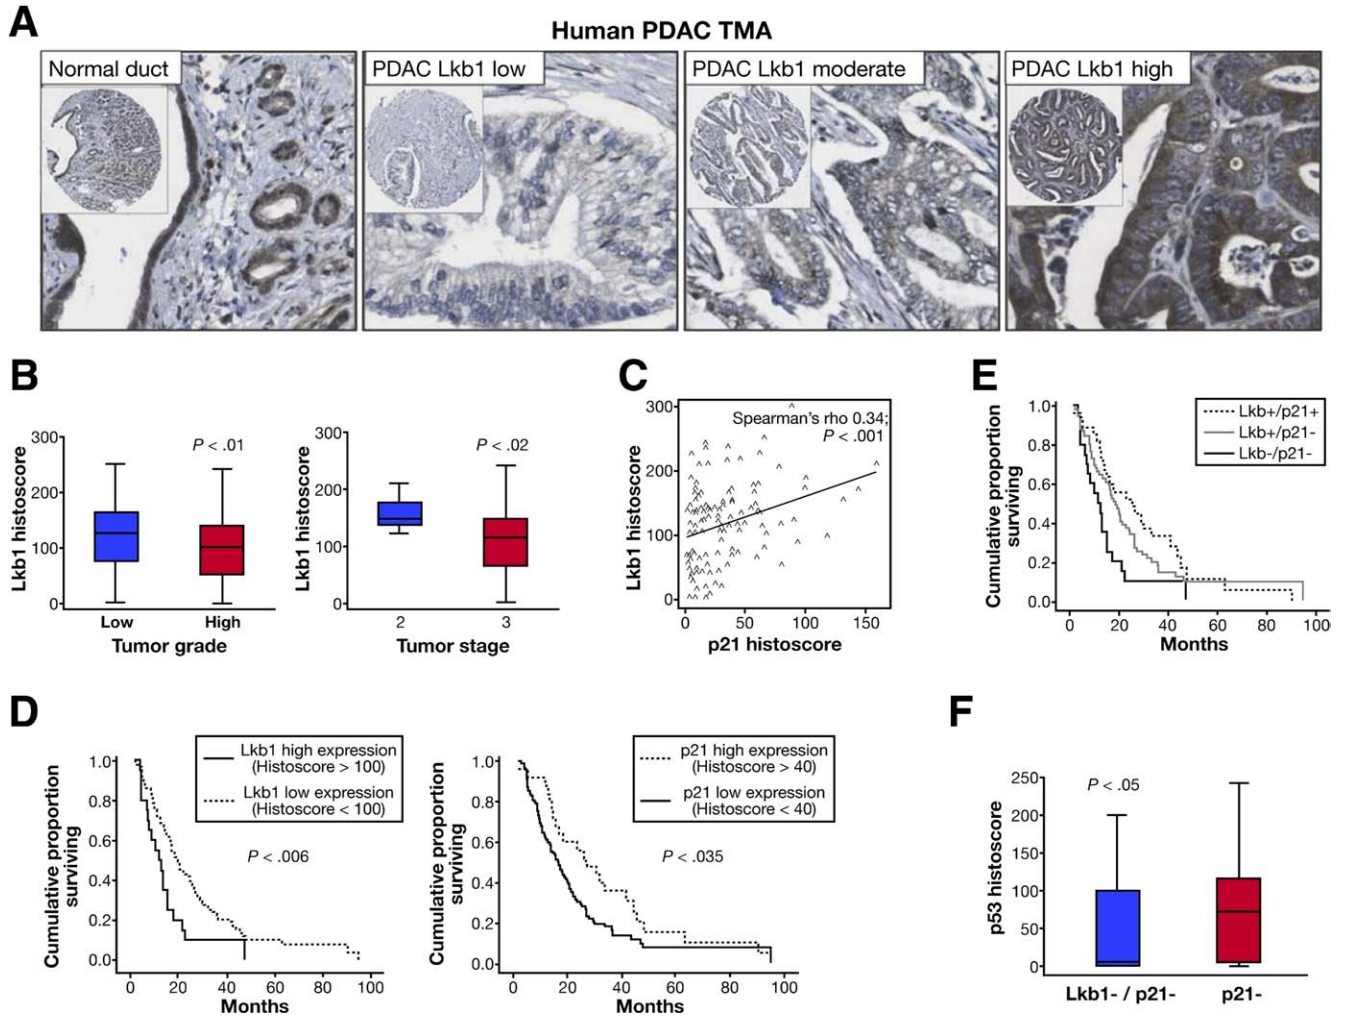 A
Human PDAC TMA
Normal duct
PDAC Lkb1 low
PDAC Lkb1 moderate
PDAC Lkb1 high
B
Lkb1 histoscore
300
200
100
0
P < .01
Low
High
Tumor grade
Lkb1 histoscore
300
200
100
0
P < .02
2
3
Tumor stage
C
Lkb1 histoscore
300
200
100
0
Spearman's rho 0.34;
P < .001
0
50
100
150
p21 histoscore
E
Cumulative proportion
surviving
1.0
0.8
0.6
0.4
0.2
0.0
Lkb+/p21+
Lkb+/p21-
Lkb-/p21-
0
20
40
60
80
100
Months
D
Cumulative proportion
surviving
1.0
0.8
0.6
0.4
0.2
0.0
Lkb1 high expression
(Histoscore > 100)
Lkb1 low expression
(Histoscore < 100)
P < .006
0
20
40
60
80
100
Months
Cumulative proportion
surviving
1.0
0.8
0.6
0.4
0.2
0.0
p21 high expression
(Histoscore > 40)
p21 low expression
(Histoscore < 40)
P < .035
0
20
40
60
80
100
Months
F
p53 histoscore
250
200
150
100
50
0
P < .05
Lkb1- / p21-
p21-